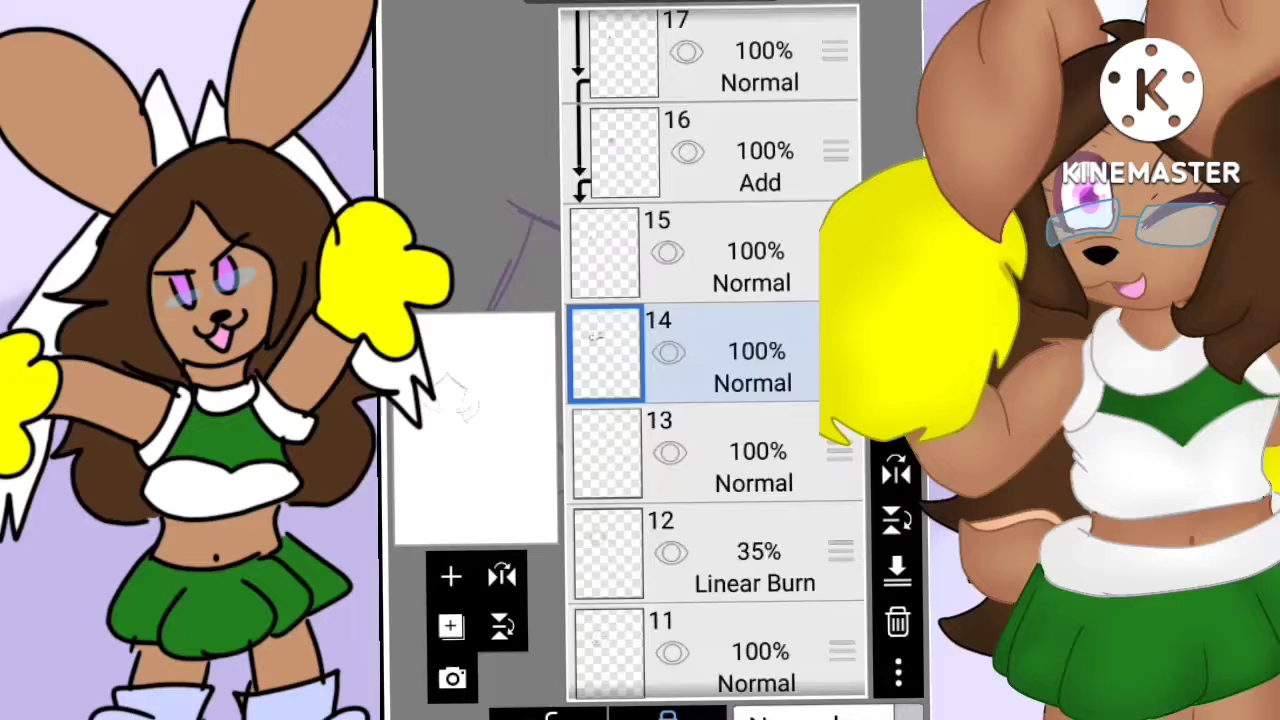 17
100%
Normal
16
100%
Add
15
100%
Normal
14
100%
Normal
13
100%
Normal
12
35%
Linear Burn
11
100%
Normal
K
KINEMASTER